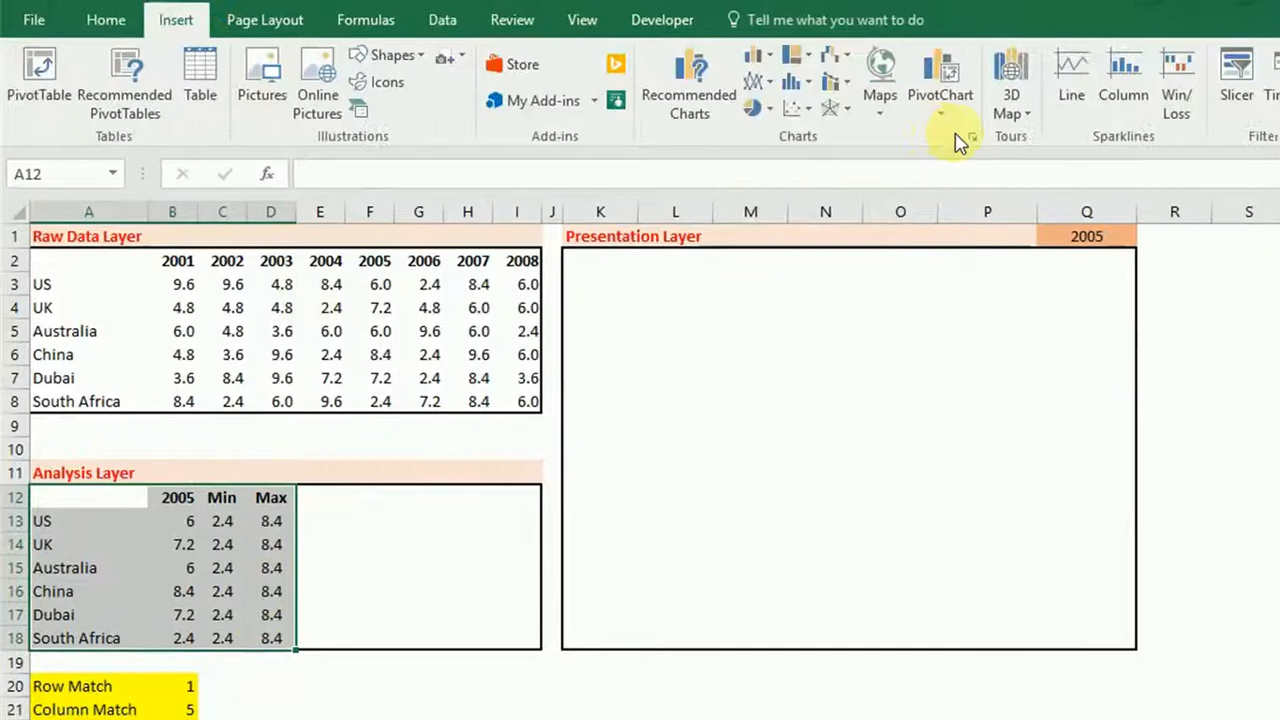 File Insert Page Layout Formulas Data Review View Developer Tell me what you want to do
PivotTable Recommended PivotTables Table Pictures Online Pictures Shapes Icons Store My Add-ins Recommended Charts Maps PivotChart 3D Map Line Column Win/ Loss Slicer
Tables Illustrations Add-ins Charts Tours Sparklines Filter
A12 fx
A B C D E F G H I J K L M N O P Q R S
1 Raw Data Layer Presentation Layer 2005
2 2001 2002 2003 2004 2005 2006 2007 2008
3 US 9.6 9.6 4.8 8.4 6.0 2.4 8.4 6.0
4 UK 4.8 4.8 4.8 2.4 7.2 4.8 6.0 6.0
5 Australia 6.0 4.8 3.6 6.0 6.0 9.6 6.0 2.4
6 China 4.8 3.6 9.6 2.4 8.4 2.4 9.6 6.0
7 Dubai 3.6 8.4 9.6 7.2 7.2 2.4 8.4 3.6
8 South Africa 8.4 2.4 6.0 9.6 2.4 7.2 8.4 6.0
9
10
11 Analysis Layer
12 2005 Min Max
13 US 6 2.4 8.4
14 UK 7.2 2.4 8.4
15 Australia 6 2.4 8.4
16 China 8.4 2.4 8.4
17 Dubai 7.2 2.4 8.4
18 South Africa 2.4 2.4 8.4
19
20 Row Match 1
21 Column Match 5